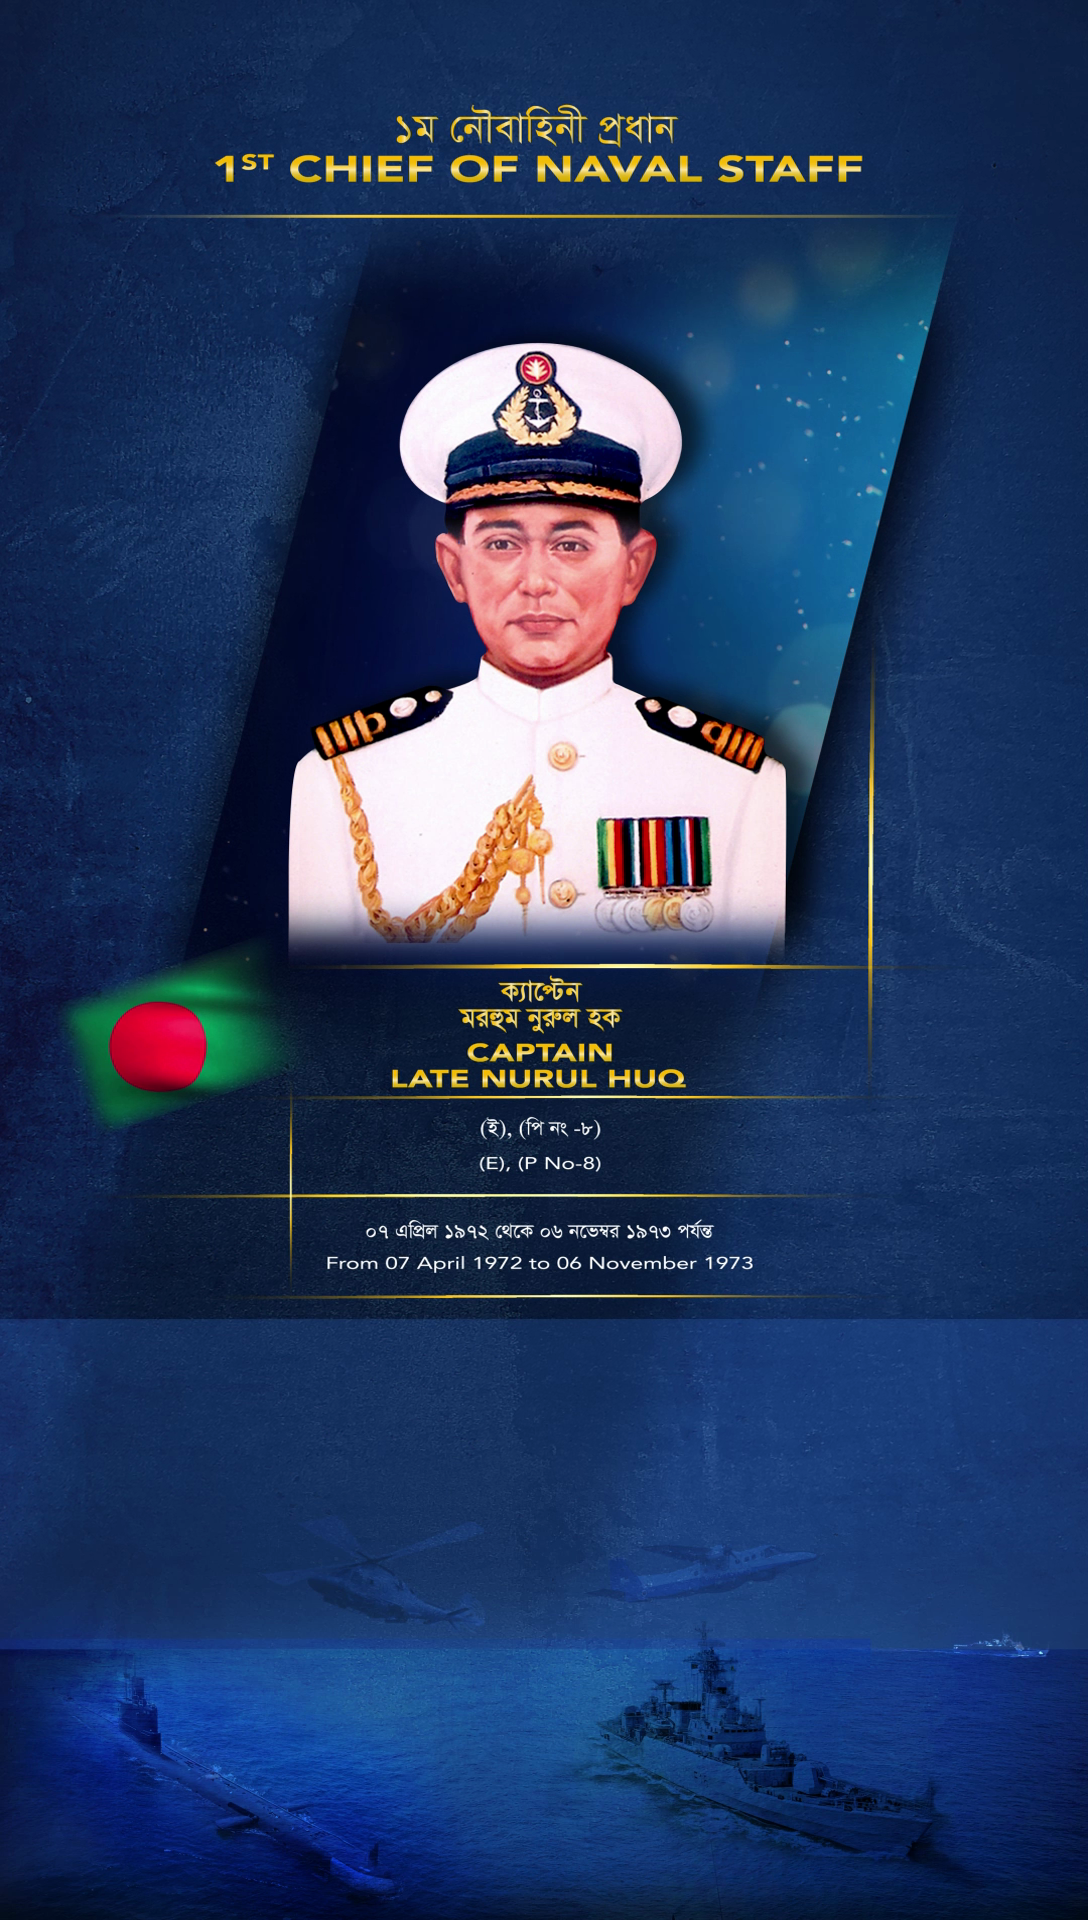 ১ম নৌবাহিনী প্রধান
1ST CHIEF OF NAVAL STAFF
ক্যাপ্টেন
মরহুম নুরুল হক
CAPTAIN
LATE NURUL HUQ
(ই), (পি নং -৮)
(E), (P No-8)
০৭ এপ্রিল ১৯৭২ থেকে ০৬ নভেম্বর ১৯৭৩ পর্যন্ত
From 07 April 1972 to 06 November 1973